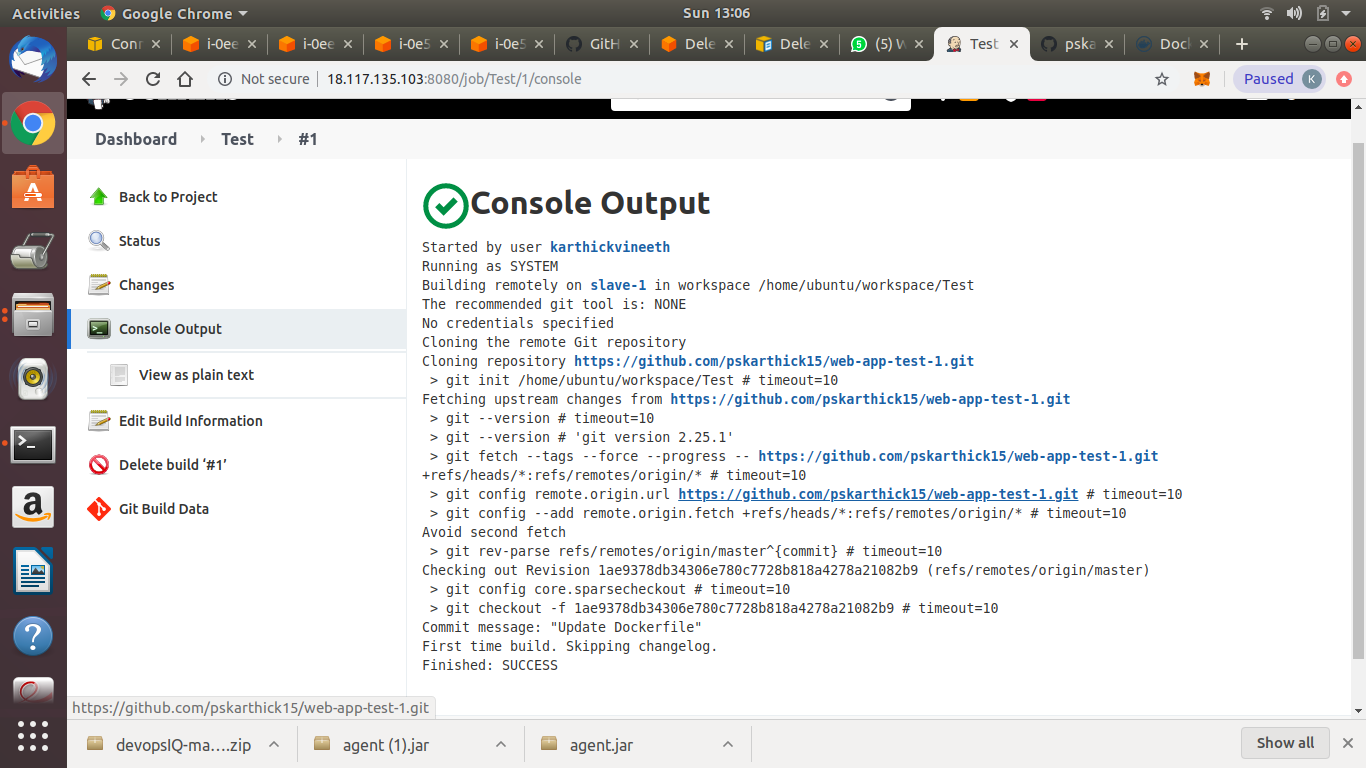 Activities
Google Chrome
Sun 13:06
Conn
i-0ee
i-0ee
i-0e5
i-0e5
GitH
Dele
Dele
(5) W
Test
pska
Dock
Not secure
18.117.135.103:8080/job/Test/1/console
Paused
K
Dashboard
Test
#1
Back to Project
Status
Changes
Console Output
View as plain text
Edit Build Information
Delete build ‘#1’
Git Build Data
Console Output
Started by user karthickvineeth
Running as SYSTEM
Building remotely on slave-1 in workspace /home/ubuntu/workspace/Test
The recommended git tool is: NONE
No credentials specified
Cloning the remote Git repository
Cloning repository https://github.com/pskarthick15/web-app-test-1.git
> git init /home/ubuntu/workspace/Test # timeout=10
Fetching upstream changes from https://github.com/pskarthick15/web-app-test-1.git
> git --version # timeout=10
> git --version # 'git version 2.25.1'
> git fetch --tags --force --progress -- https://github.com/pskarthick15/web-app-test-1.git
+refs/heads/*:refs/remotes/origin/* # timeout=10
> git config remote.origin.url https://github.com/pskarthick15/web-app-test-1.git # timeout=10
> git config --add remote.origin.fetch +refs/heads/*:refs/remotes/origin/* # timeout=10
Avoid second fetch
> git rev-parse refs/remotes/origin/master^{commit} # timeout=10
Checking out Revision 1ae9378db34306e780c7728b818a4278a21082b9 (refs/remotes/origin/master)
> git config core.sparsecheckout # timeout=10
> git checkout -f 1ae9378db34306e780c7728b818a4278a21082b9 # timeout=10
Commit message: "Update Dockerfile"
First time build. Skipping changelog.
Finished: SUCCESS
https://github.com/pskarthick15/web-app-test-1.git
devopsIQ-ma....zip
agent (1).jar
agent.jar
Show all